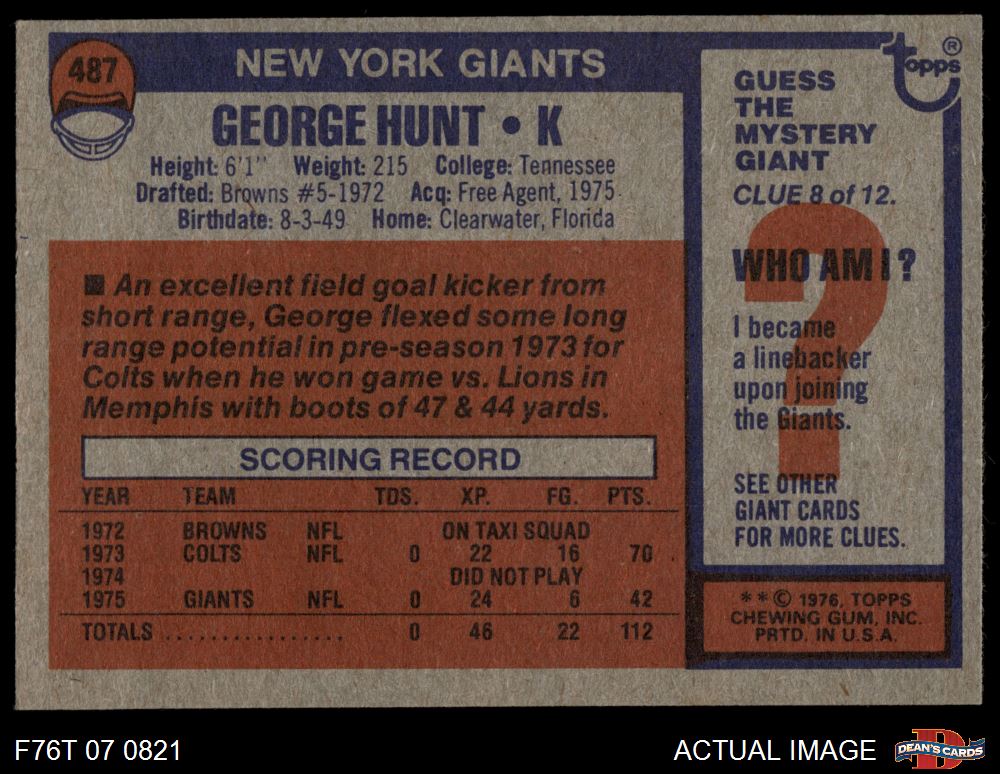 487
NEW YORK GIANTS
GEORGE HUNT • K
Height: 6'1" Weight: 215 College: Tennessee
Drafted: Browns #5-1972 Acq: Free Agent, 1975
Birthdate: 8-3-49 Home: Clearwater, Florida
■ An excellent field goal kicker from
short range, George flexed some long
range potential in pre-season 1973 for
Colts when he won game vs. Lions in
Memphis with boots of 47 & 44 yards.
SCORING RECORD
YEAR TEAM TDS. XP. FG. PTS.
1972 BROWNS NFL ON TAXI SQUAD
1973 COLTS NFL 0 22 16 70
1974 DID NOT PLAY
1975 GIANTS NFL 0 24 6 42
TOTALS ................ 0 46 22 112
topps ®
GUESS
THE
MYSTERY
GIANT
CLUE 8 of 12.
?
WHO AM I?
I became
a linebacker
upon joining
the Giants.
SEE OTHER
GIANT CARDS
FOR MORE CLUES.
* * © 1976, TOPPS
CHEWING GUM, INC.
PRTD. IN U.S.A.
F76T 07 0821
ACTUAL IMAGE
D
DEAN'S CARDS